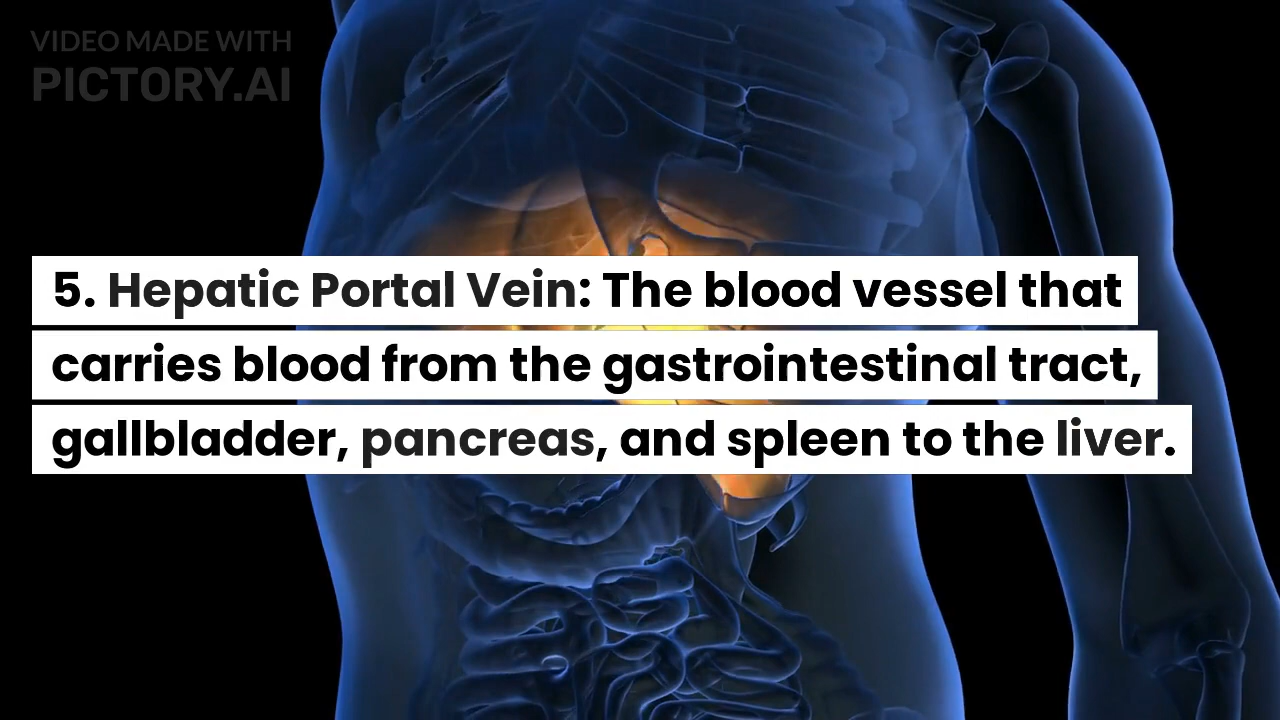 VIDEO MADE WITH
PICTORY.AI
5. Hepatic Portal Vein: The blood vessel that
carries blood from the gastrointestinal tract,
gallbladder, pancreas, and spleen to the liver.